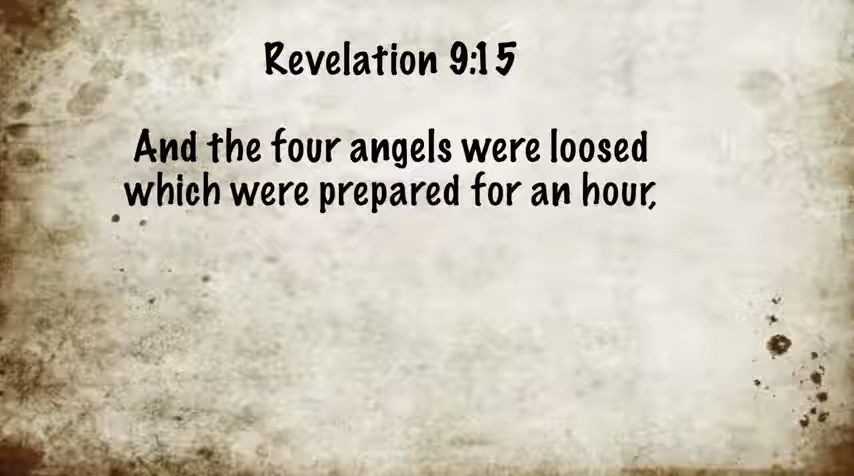 Revelation 9:15
And the four angels were loosed
which were prepared for an hour,